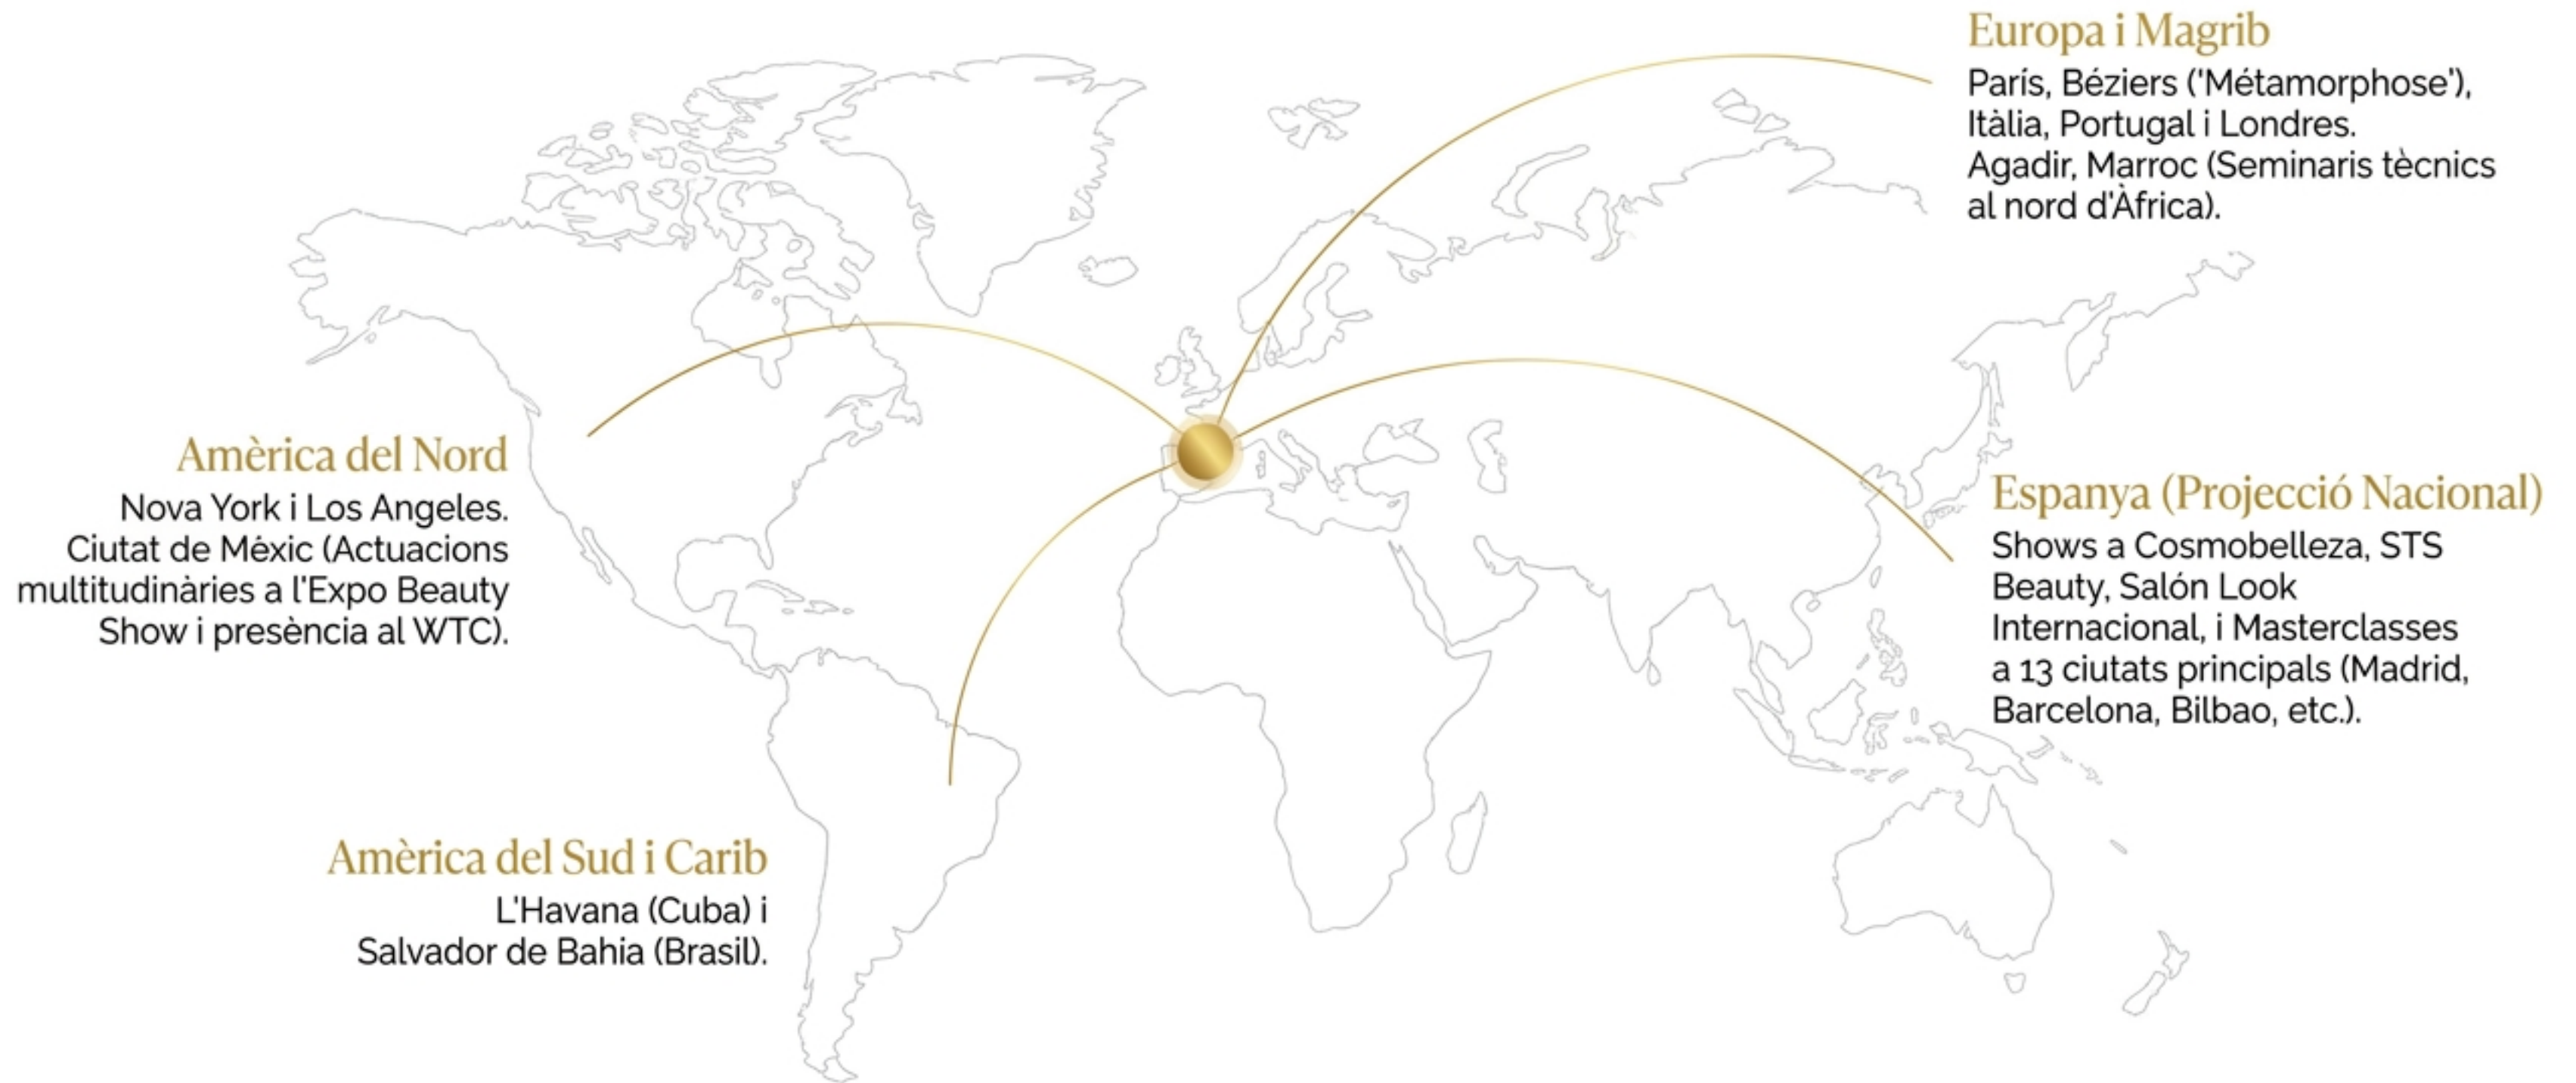 Europa i Magrib
París, Béziers ('Métamorphose'),
Itàlia, Portugal i Londres.
Agadir, Marroc (Seminaris tècnics
al nord d'Àfrica).
Amèrica del Nord
Nova York i Los Angeles.
Ciutat de Méxic (Actuacions
multitudinàries a l'Expo Beauty
Show i presència al WTC).
Espanya (Projecció Nacional)
Shows a Cosmobelleza, STS
Beauty, Salón Look
Internacional, i Masterclasses
a 13 ciutats principals (Madrid,
Barcelona, Bilbao, etc.).
Amèrica del Sud i Carib
L'Havana (Cuba) i
Salvador de Bahia (Brasil).